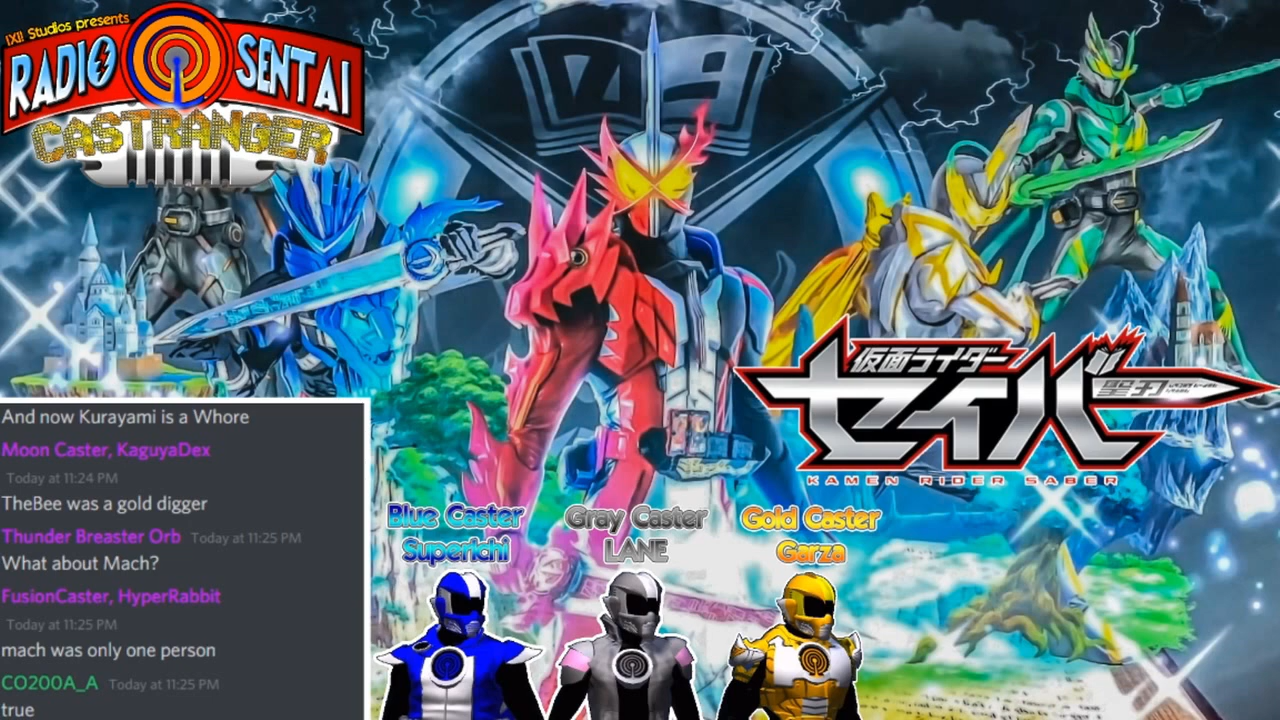 IXII Studios presents
RADIO SENTAI
CASTRANGER
仮面ライダー
セイバー
聖刃
KAMEN RIDER SABER
And now Kurayami is a Whore
Moon Caster, KaguyaDex
Today at 11:24 PM
TheBee was a gold digger
Thunder Breaster Orb Today at 11:25 PM
What about Mach?
FusionCaster, HyperRabbit
Today at 11:25 PM
mach was only one person
CO200A_A Today at 11:25 PM
true
Blue Caster
Superichi
Gray Caster
LANE
Gold Caster
Garza